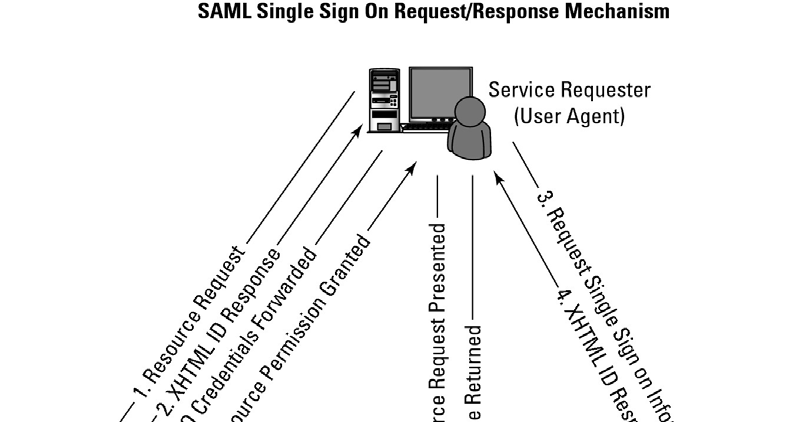 SAML Single Sign On Request/Response Mechanism
Service Requester
(User Agent)
1. Resource Request
2. XHTML ID Response
Credentials Forwarded
Permission Granted
Request Presented
Returned
3. Request Single Sign on
4. XHTML ID